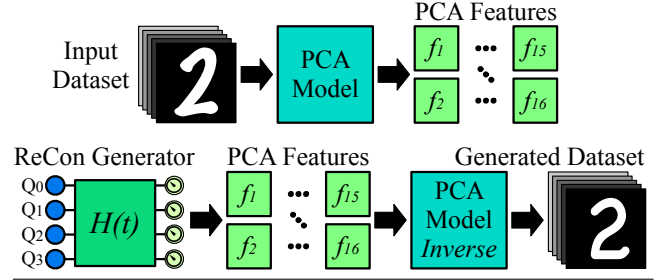 PCA Features
Input
Dataset
2
PCA
Model
f1 ••• f15
f2 ••• f16
ReCon Generator
PCA Features
Generated Dataset
Q0
Q1
Q2
Q3
H(t)
f1 ••• f15
f2 ••• f16
PCA
Model
Inverse
2